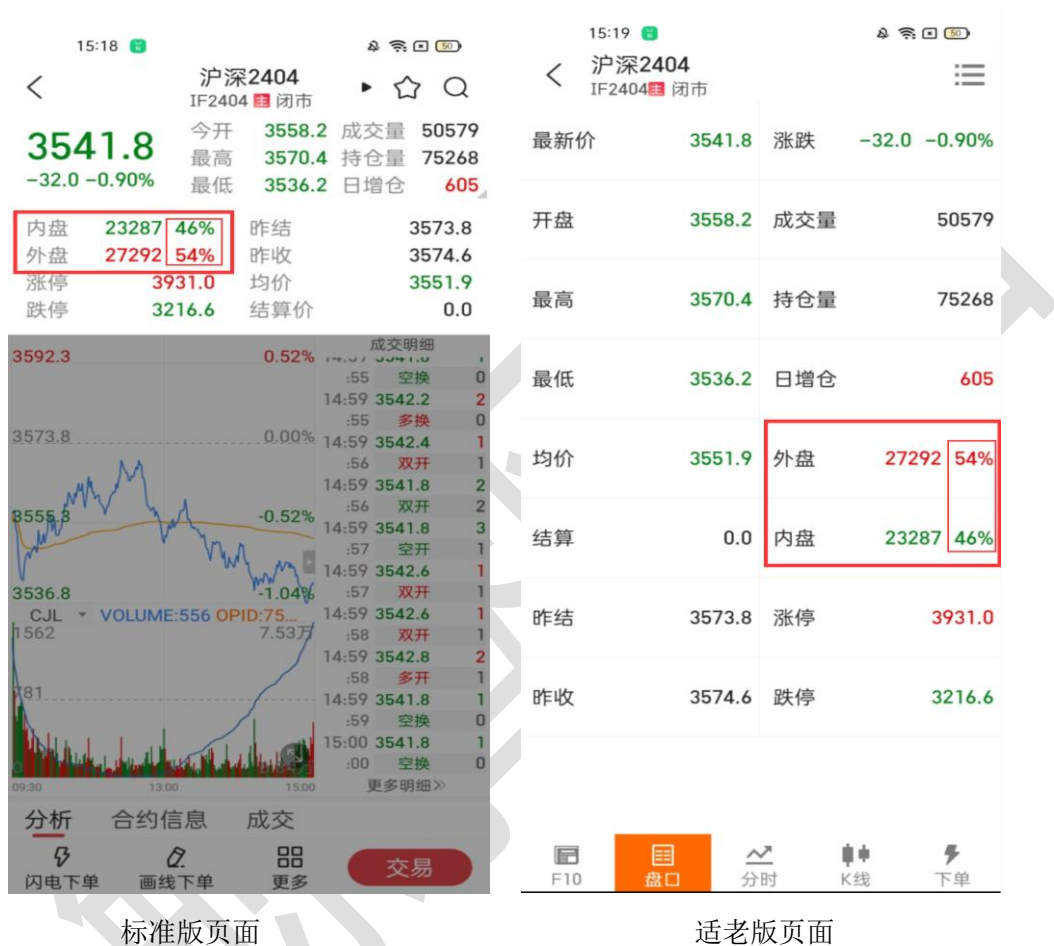 15:18
50
沪深2404
IF2404 主 闭市
3541.8
-32.0 -0.90%
今开 3558.2 成交量 50579
最高 3570.4 持仓量 75268
最低 3536.2 日增仓 605
内盘 23287 46% 昨结 3573.8
外盘 27292 54% 昨收 3574.6
涨停 3931.0 均价 3551.9
跌停 3216.6 结算价 0.0
成交明细
3592.3 0.52%
:55 空换 0
14:59 3542.2 2
:55 多换 0
3573.8 0.00%
14:59 3542.4 1
:56 双开 1
14:59 3541.8 2
:56 双开 2
3555.3 -0.52%
14:59 3541.8 3
:57 空开 1
14:59 3542.6 1
3536.8 -1.04%
:57 双开 1
CJL VOLUME:556 OPID:75...
14:59 3542.6 1
1562 7.53万
:58 双开 1
14:59 3542.8 2
:58 多开 1
781
14:59 3541.8 1
:59 空换 0
15:00 3541.8 1
0
:00 空换 0
09:30 13:00 15:00
更多明细>>
分析 合约信息 成交
闪电下单 画线下单 更多 交易
标准版页面
15:19
50
沪深2404
IF2404主 闭市
最新价 3541.8 涨跌 -32.0 -0.90%
开盘 3558.2 成交量 50579
最高 3570.4 持仓量 75268
最低 3536.2 日增仓 605
均价 3551.9 外盘 27292 54%
结算 0.0 内盘 23287 46%
昨结 3573.8 涨停 3931.0
昨收 3574.6 跌停 3216.6
F10 盘口 分时 K线 下单
适老版页面